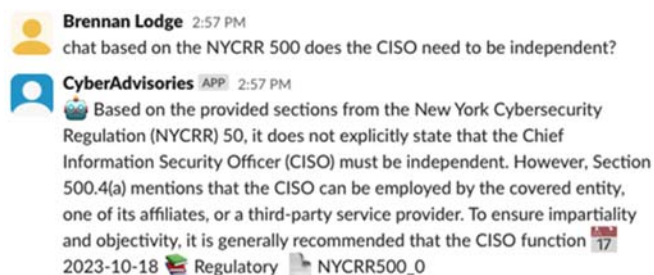 Brennan Lodge 2:57 PM
chat based on the NYCRR 500 does the CISO need to be independent?
CyberAdvisories APP 2:57 PM
🤖 Based on the provided sections from the New York Cybersecurity
Regulation (NYCRR) 50, it does not explicitly state that the Chief
Information Security Officer (CISO) must be independent. However, Section
500.4(a) mentions that the CISO can be employed by the covered entity,
one of its affiliates, or a third-party service provider. To ensure impartiality
and objectivity, it is generally recommended that the CISO function 📅
2023-10-18 📚 Regulatory 📄 NYCRR500_0